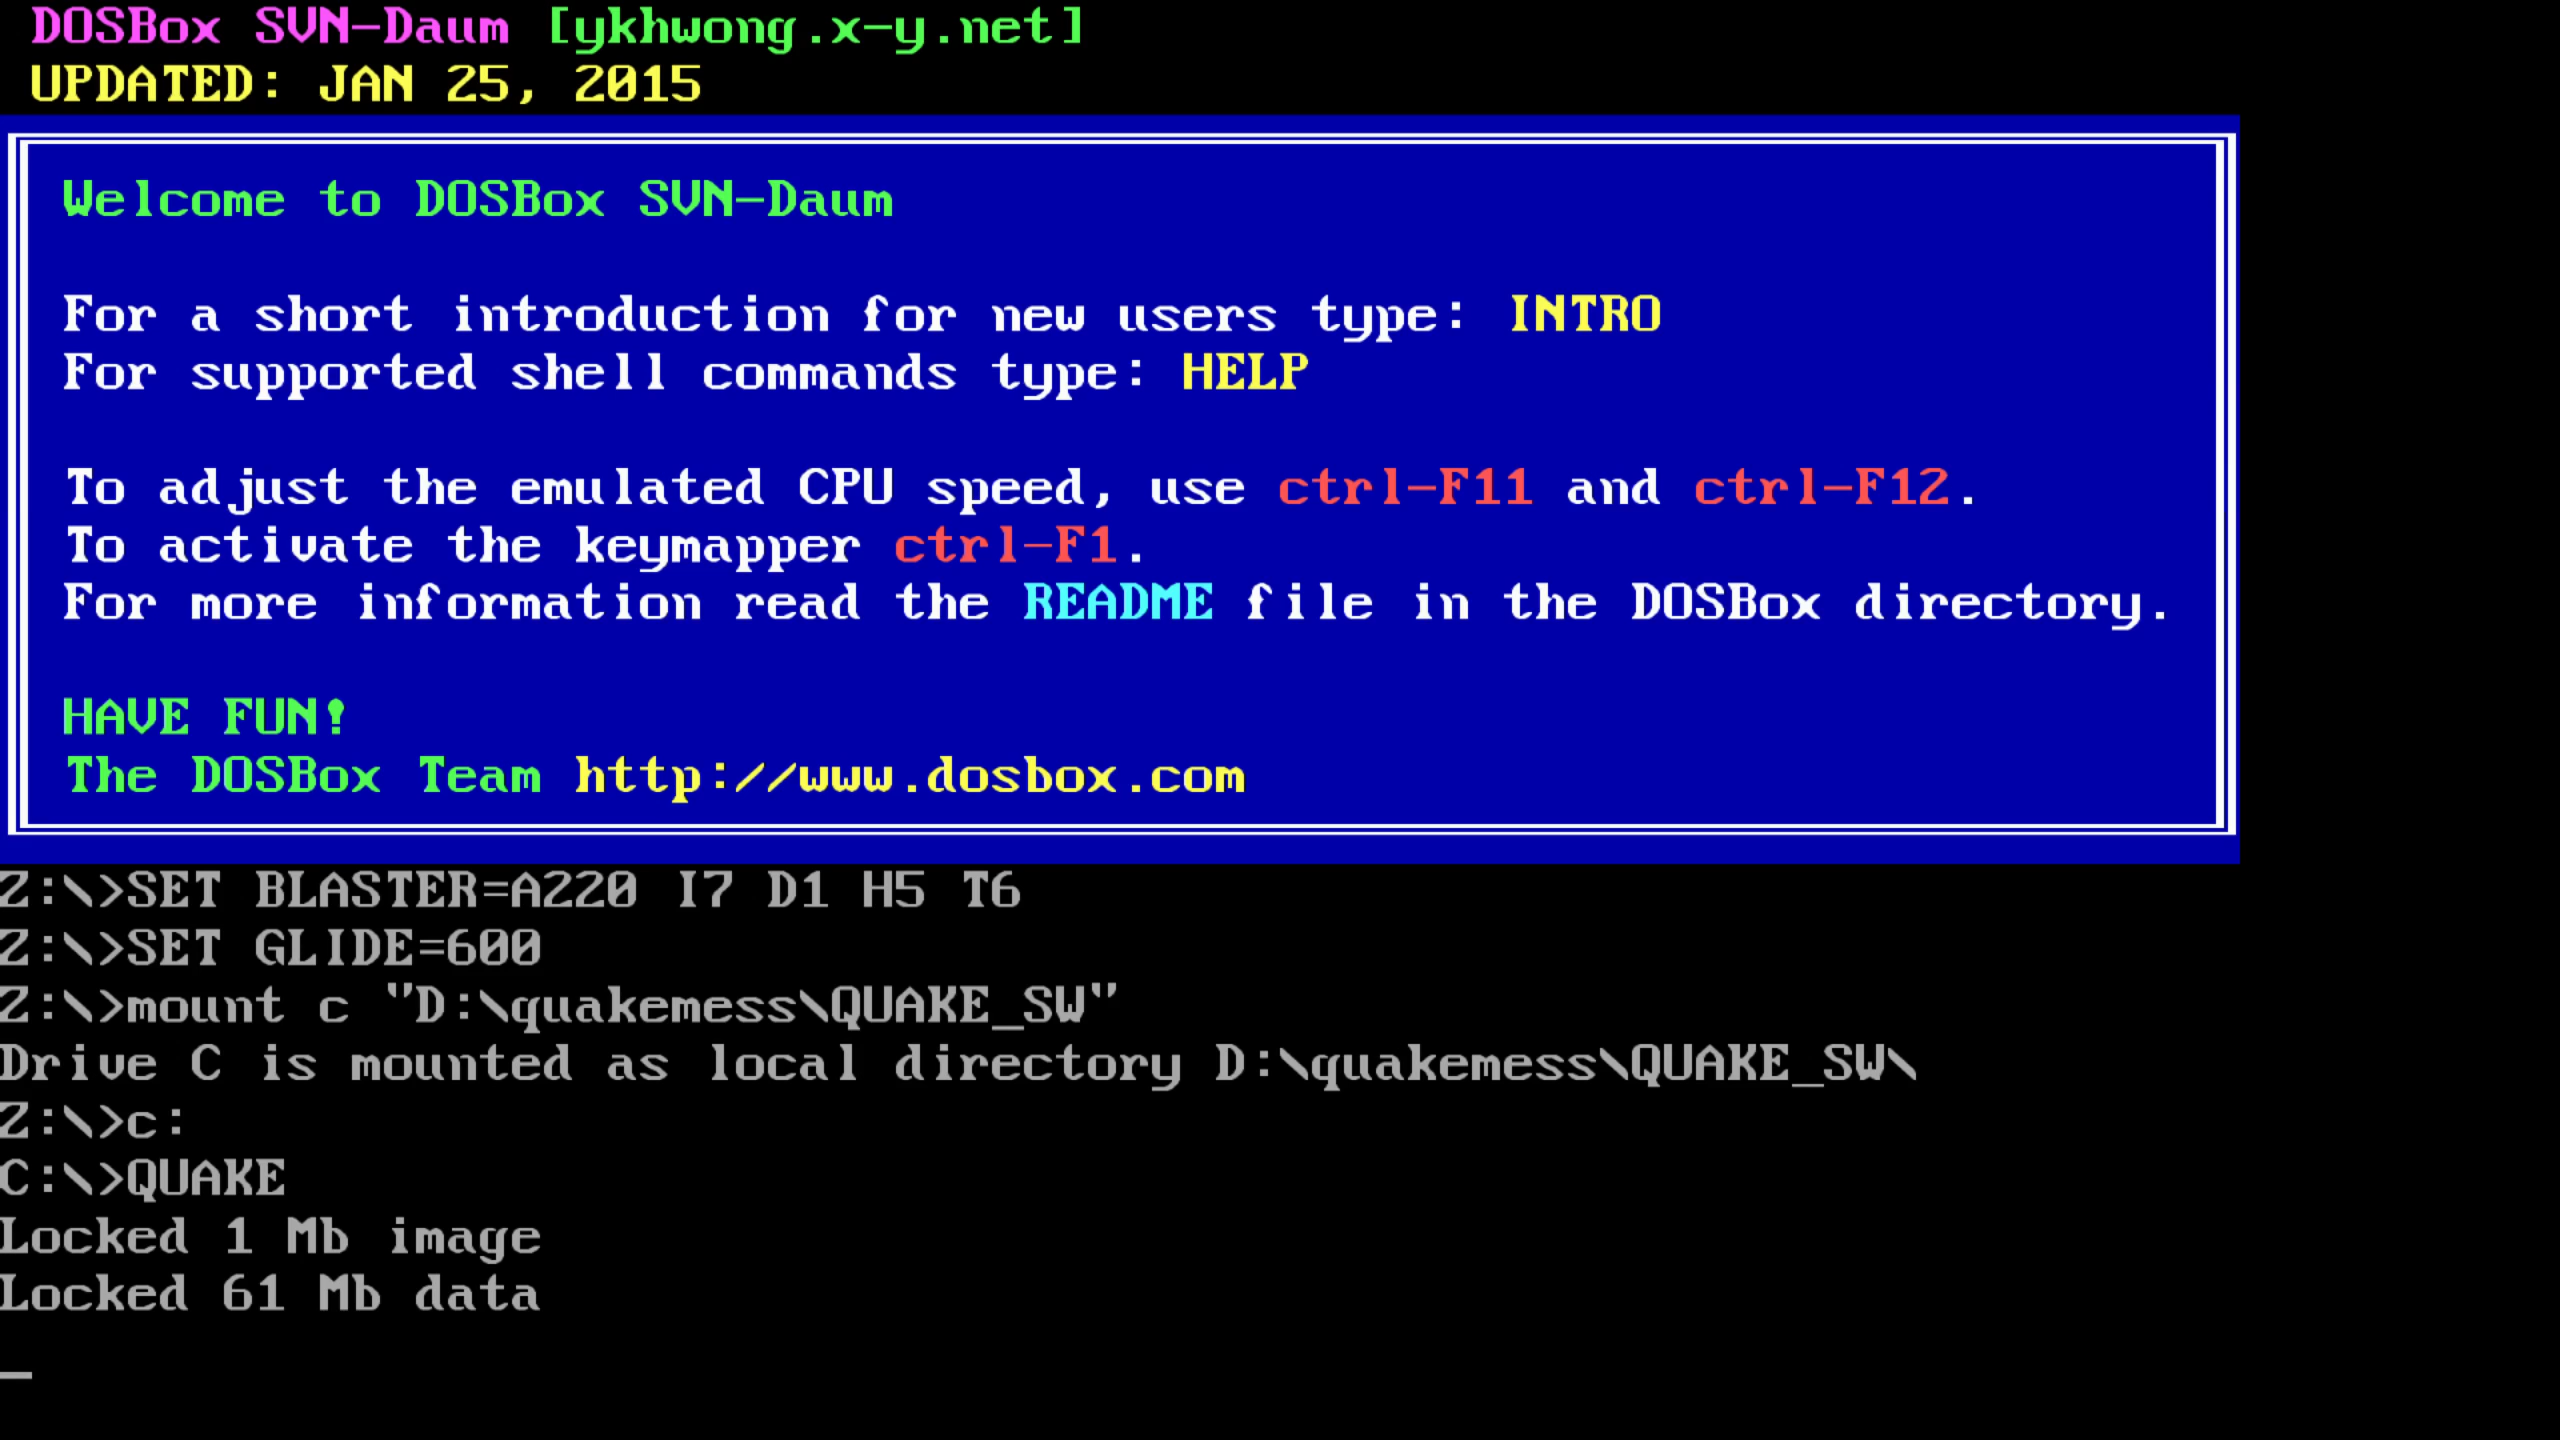 DOSBox SVN-Daum [ykhwong.x-y.net]
UPDATED: JAN 25, 2015
Welcome to DOSBox SVN-Daum
For a short introduction for new users type: INTRO
For supported shell commands type: HELP
To adjust the emulated CPU speed, use ctrl-F11 and ctrl-F12.
To activate the keymapper ctrl-F1.
For more information read the README file in the DOSBox directory.
HAVE FUN!
The DOSBox Team http://www.dosbox.com
Z:\>SET BLASTER=A220 I7 D1 H5 T6
Z:\>SET GLIDE=600
Z:\>mount c "D:\quakemess\QUAKE_SW"
Drive C is mounted as local directory D:\quakemess\QUAKE_SW\
Z:\>c:
C:\>QUAKE
Locked 1 Mb image
Locked 61 Mb data
_